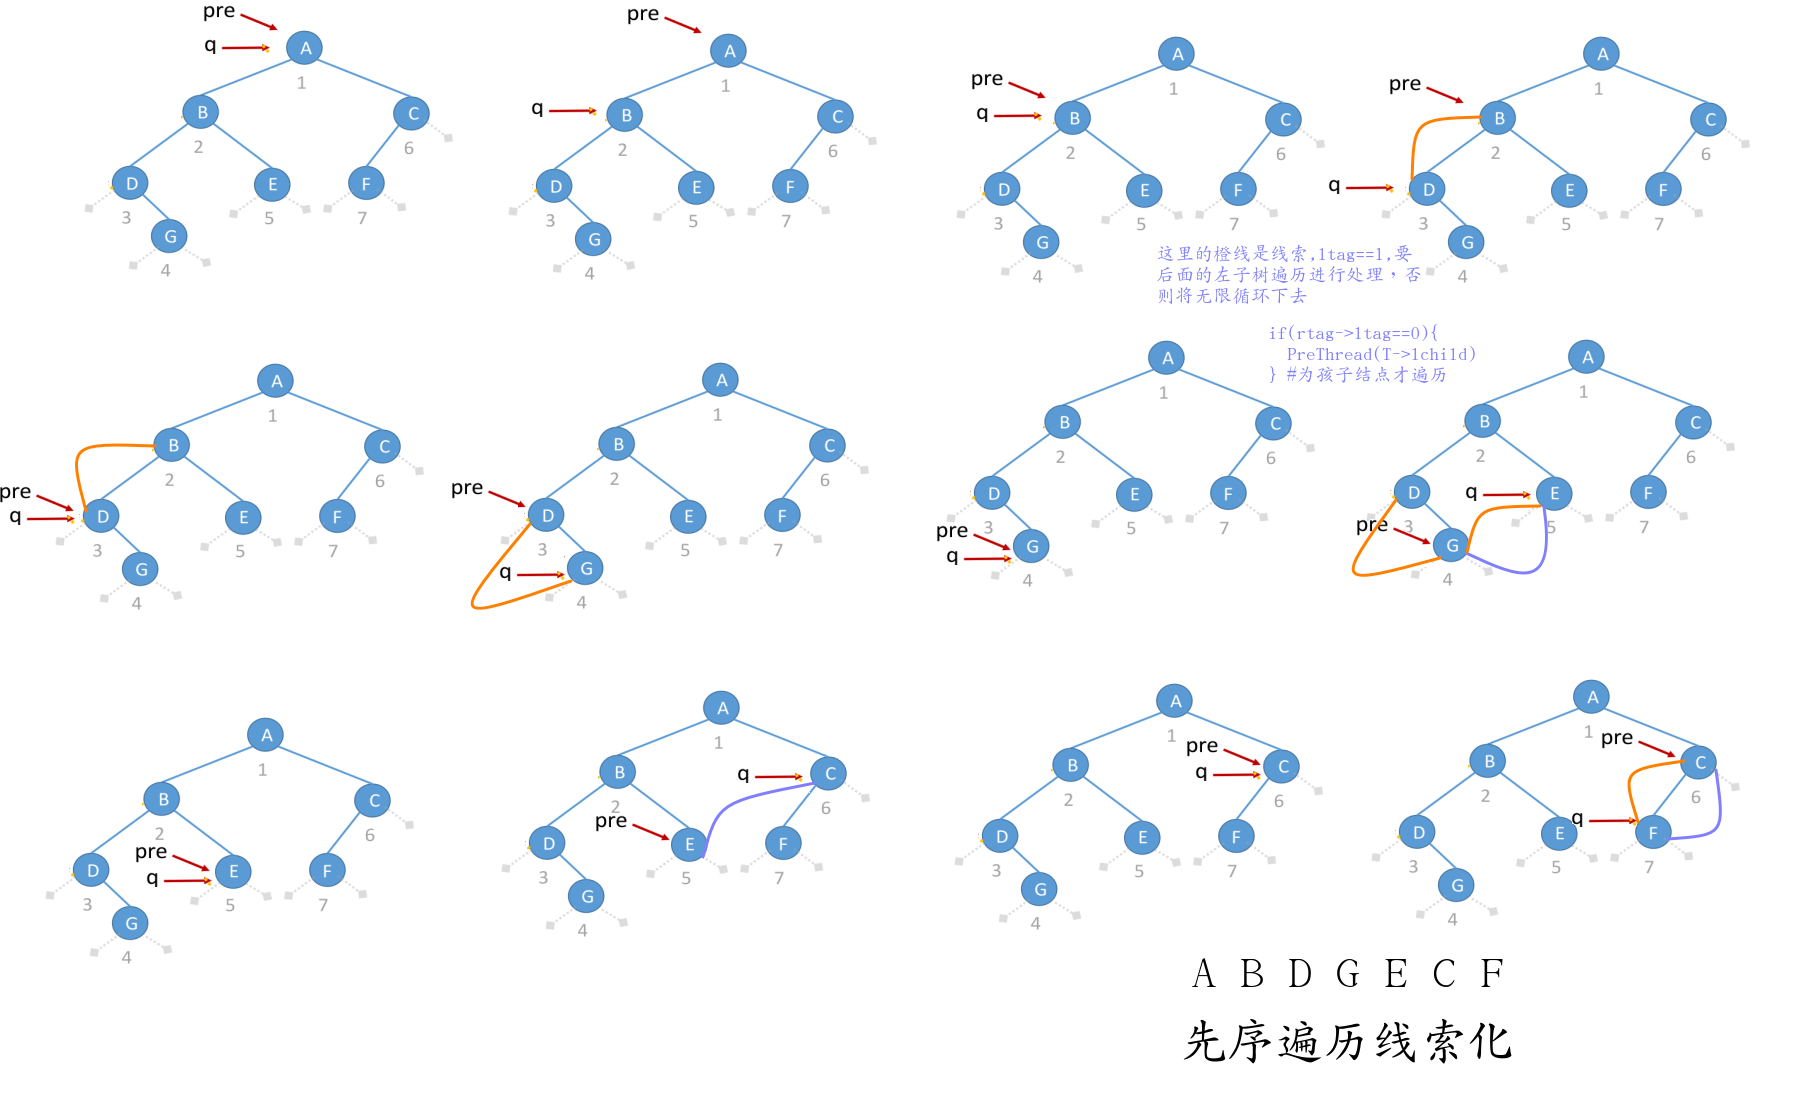 pre
q A
1
B C
2 6
D E F
3 5 7
G
4
pre
A
1
q B C
2 6
D E F
3 5 7
G
4
A
pre 1
q B C
2 6
D E F
3 5 7
G
4
A
pre 1
B C
2 6
q D E F
3 5 7
G
4
这里的橙线是线索,ltag==1,要
后面的左子树遍历进行处理，否
则将无限循环下去
if(rtag->ltag==0){
PreThread(T->lchild)
} #为孩子结点才遍历
A
1
B C
2 6
pre
q D E F
3 5 7
G
4
A
1
B C
2 6
pre
D E F
3 5 7
q G
4
A
1
B C
2 6
D E F
3 5 7
pre
q G
4
A
1
B C
2 6
D q E F
pre 3 5 7
G
4
A
1
B C
2 6
pre
D q E F
3 5 7
G
4
A
1
B q C
2 6
pre
D E F
3 5 7
G
4
A
1
pre
B q C
2 6
D E F
3 5 7
G
4
A
1 pre
B C
2 6
D E q F
3 5 7
G
4
A B D G E C F
先序遍历线索化